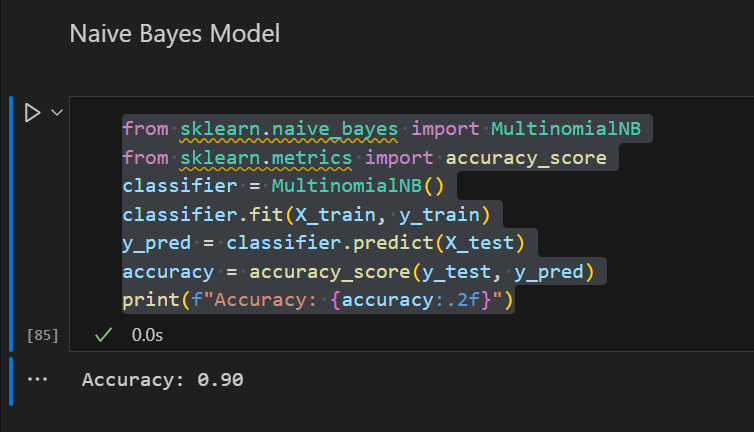 Naive Bayes Model
from sklearn.naive_bayes import MultinomialNB
from sklearn.metrics import accuracy_score
classifier = MultinomialNB()
classifier.fit(X_train, y_train)
y_pred = classifier.predict(X_test)
accuracy = accuracy_score(y_test, y_pred)
print(f"Accuracy: {accuracy:.2f}")
[85] ✓ 0.0s
... Accuracy: 0.90